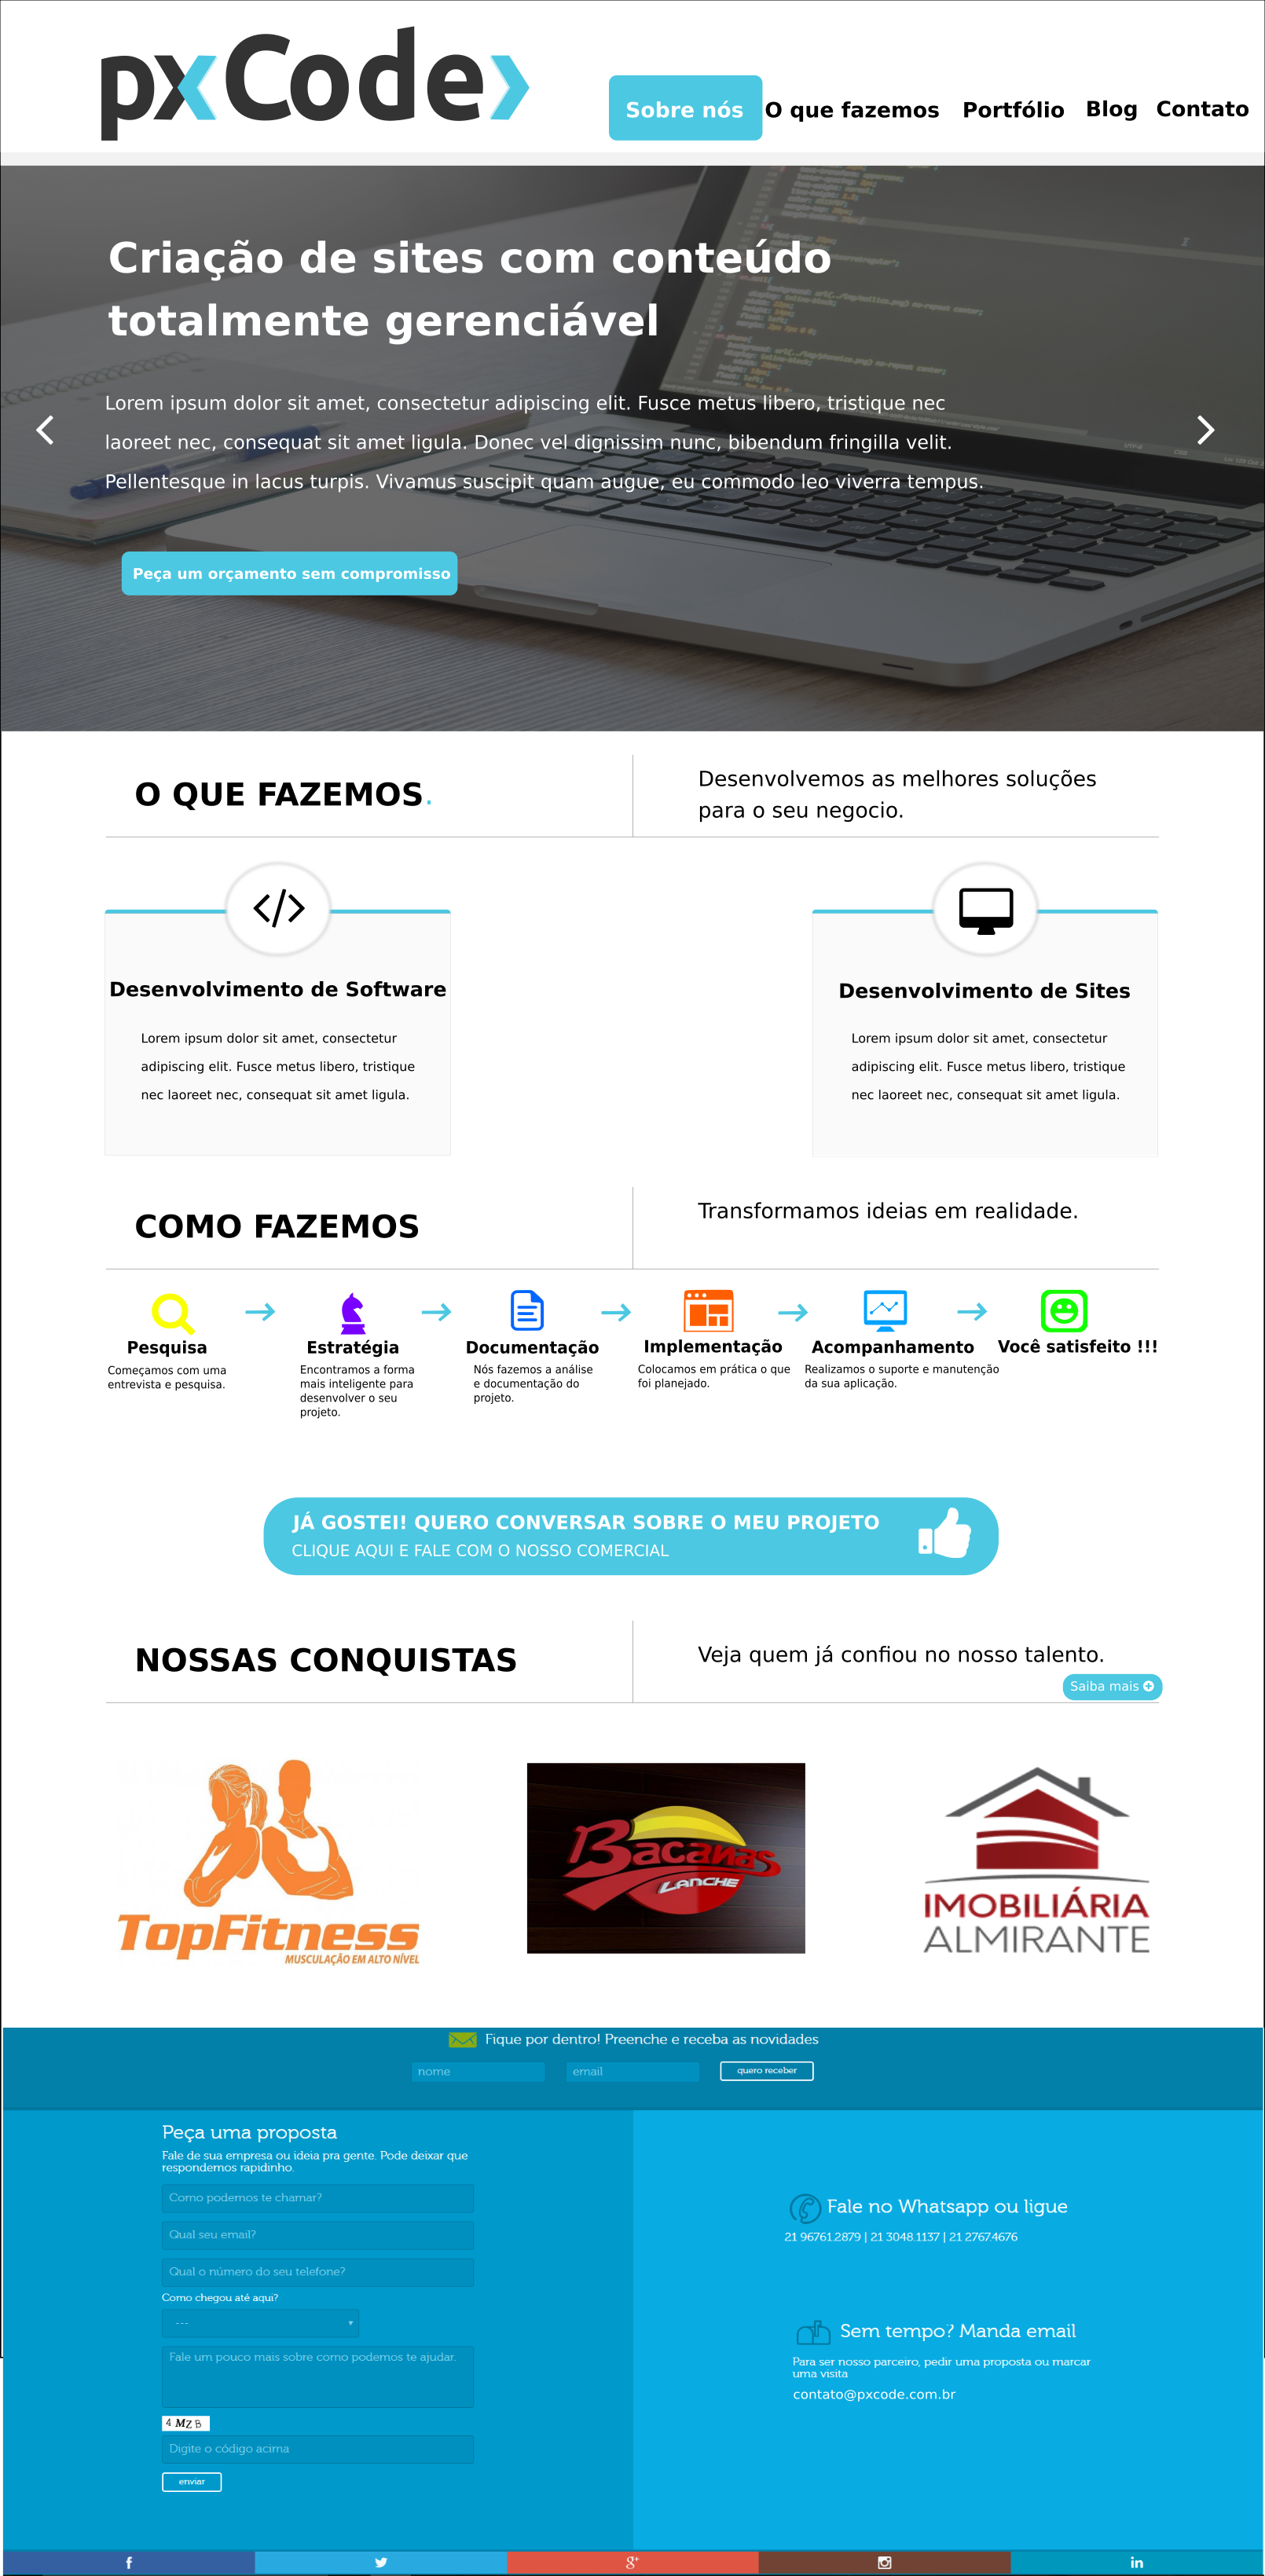 pxCode
Sobre nós O que fazemos Portfólio Blog Contato
Criação de sites com conteúdo
totalmente gerenciável
Lorem ipsum dolor sit amet, consectetur adipiscing elit. Fusce metus libero, tristique nec
laoreet nec, consequat sit amet ligula. Donec vel dignissim nunc, bibendum fringilla velit.
Pellentesque in lacus turpis. Vivamus suscipit quam augue, eu commodo leo viverra tempus.
Peça um orçamento sem compromisso
O QUE FAZEMOS.
Desenvolvemos as melhores soluções
para o seu negocio.
</>
Desenvolvimento de Software
Lorem ipsum dolor sit amet, consectetur
adipiscing elit. Fusce metus libero, tristique
nec laoreet nec, consequat sit amet ligula.
Desenvolvimento de Sites
Lorem ipsum dolor sit amet, consectetur
adipiscing elit. Fusce metus libero, tristique
nec laoreet nec, consequat sit amet ligula.
COMO FAZEMOS
Transformamos ideias em realidade.
Pesquisa
Começamos com uma
entrevista e pesquisa.
Estratégia
Encontramos a forma
mais inteligente para
desenvolver o seu
projeto.
Documentação
Nós fazemos a análise
e documentação do
projeto.
Implementação
Colocamos em prática o que
foi planejado.
Acompanhamento
Realizamos o suporte e manutenção
da sua aplicação.
Você satisfeito !!!
JÁ GOSTEI! QUERO CONVERSAR SOBRE O MEU PROJETO
CLIQUE AQUI E FALE COM O NOSSO COMERCIAL
NOSSAS CONQUISTAS
Veja quem já confiou no nosso talento.
Saiba mais
TopFitness
MUSCULAÇÃO EM ALTO NÍVEL
Bacanas
LANCHE
IMOBILIÁRIA
ALMIRANTE
Fique por dentro! Preenche e receba as novidades
nome email quero receber
Peça uma proposta
Fale de sua empresa ou ideia pra gente. Pode deixar que
respondemos rapidinho.
Como podemos te chamar?
Qual seu email?
Qual o número do seu telefone?
Como chegou até aqui?
---
Fale um pouco mais sobre como podemos te ajudar.
4 MZB
Digite o código acima
enviar
Fale no Whatsapp ou ligue
21 96761.2879 | 21 3048.1137 | 21 2767.4676
Sem tempo? Manda email
Para ser nosso parceiro, pedir uma proposta ou marcar
uma visita
contato@pxcode.com.br
f g+ in